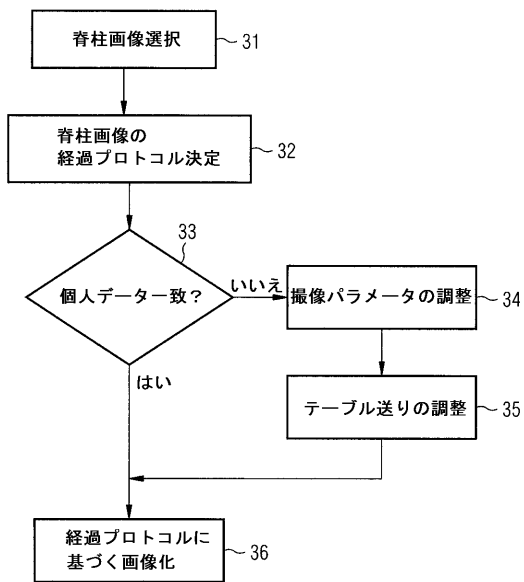 脊柱画像選択
31
脊柱画像の
経過プロトコル決定
32
33
個人データ一致？
いいえ
撮像パラメータの調整
34
はい
テーブル送りの調整
35
経過プロトコルに
基づく画像化
36